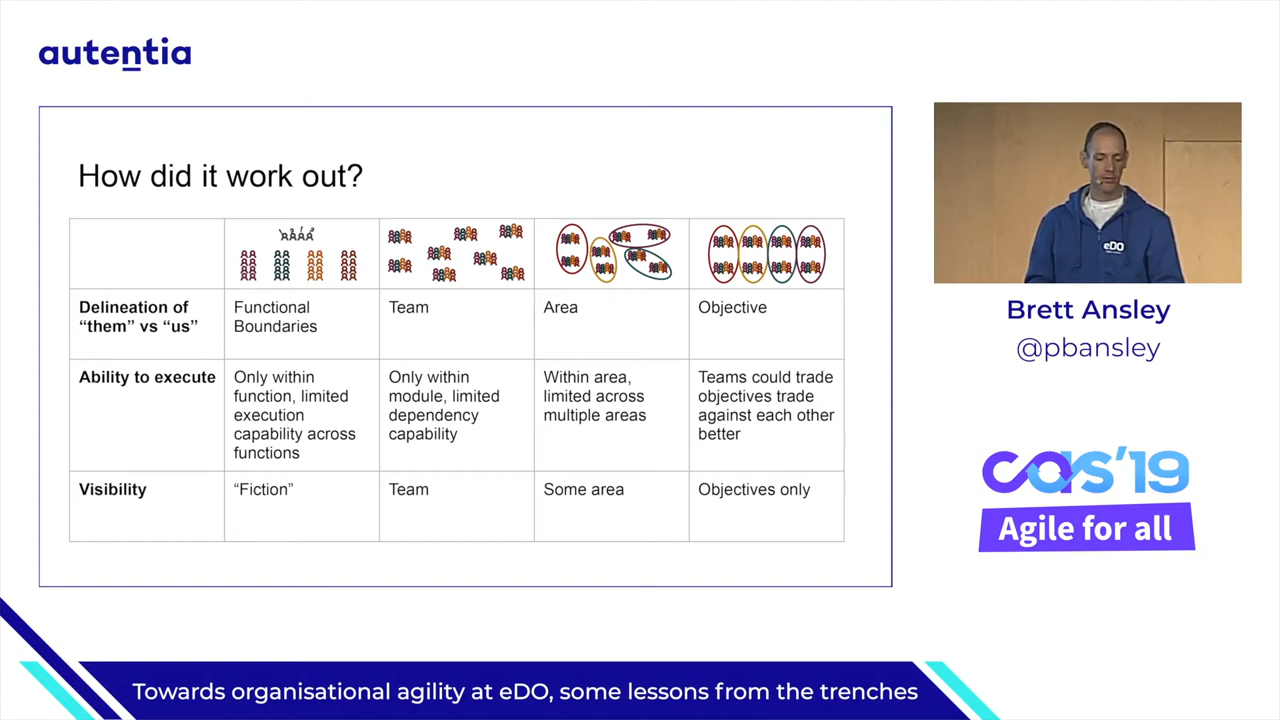 autentia
How did it work out?
Delineation of
“them” vs “us”
Functional
Boundaries
Team
Area
Objective
Ability to execute
Only within
function, limited
execution
capability across
functions
Only within
module, limited
dependency
capability
Within area,
limited across
multiple areas
Teams could trade
objectives trade
against each other
better
Visibility
“Fiction”
Team
Some area
Objectives only
eDO
Brett Ansley
@pbansley
cas'19
Agile for all
Towards organisational agility at eDO, some lessons from the trenches